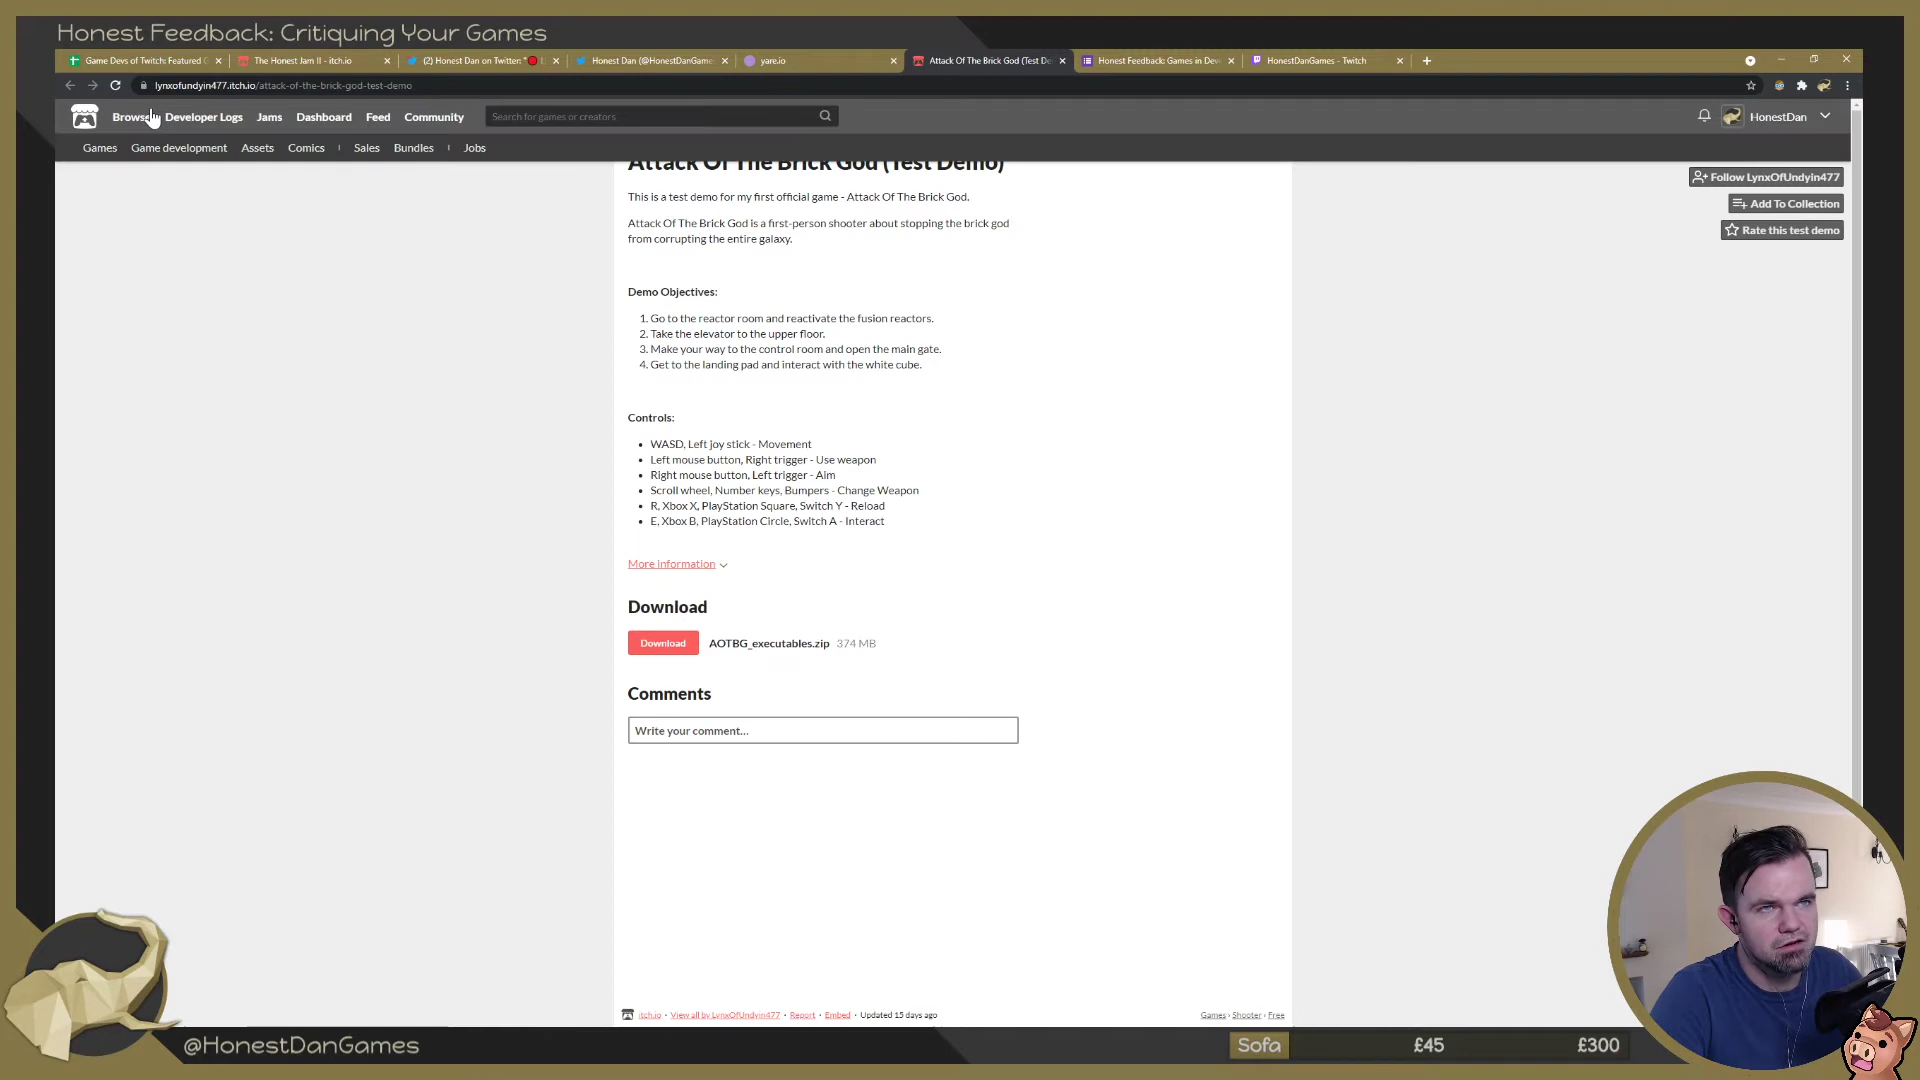 Honest Feedback: Critiquing Your Games
Game Devs of Twitch: Featured
The Honest Jam II - itch.io
(2) Honest Dan on Twitter: "
Honest Dan (@HonestDanGame
yare.io
Attack Of The Brick God (Test De
Honest Feedback: Games in Dev
HonestDanGames - Twitch
lynxofundyin477.itch.io/attack-of-the-brick-god-test-demo
Browse Developer Logs Jams Dashboard Feed Community
Search for games or creators
HonestDan
Games Game development Assets Comics Sales Bundles Jobs
Attack Of The Brick God (Test Demo)
Follow LynxOfUndyin477
Add To Collection
Rate this test demo
This is a test demo for my first official game - Attack Of The Brick God.
Attack Of The Brick God is a first-person shooter about stopping the brick god
from corrupting the entire galaxy.
Demo Objectives:
1. Go to the reactor room and reactivate the fusion reactors.
2. Take the elevator to the upper floor.
3. Make your way to the control room and open the main gate.
4. Get to the landing pad and interact with the white cube.
Controls:
• WASD, Left joy stick - Movement
• Left mouse button, Right trigger - Use weapon
• Right mouse button, Left trigger - Aim
• Scroll wheel, Number keys, Bumpers - Change Weapon
• R, Xbox X, PlayStation Square, Switch Y - Reload
• E, Xbox B, PlayStation Circle, Switch A - Interact
More information
Download
Download AOTBG_executables.zip 374 MB
Comments
Write your comment...
itch.io · View all by LynxOfUndyin477 · Report · Embed · Updated 15 days ago
Games › Shooter › Free
@HonestDanGames
Sofa £45 £300